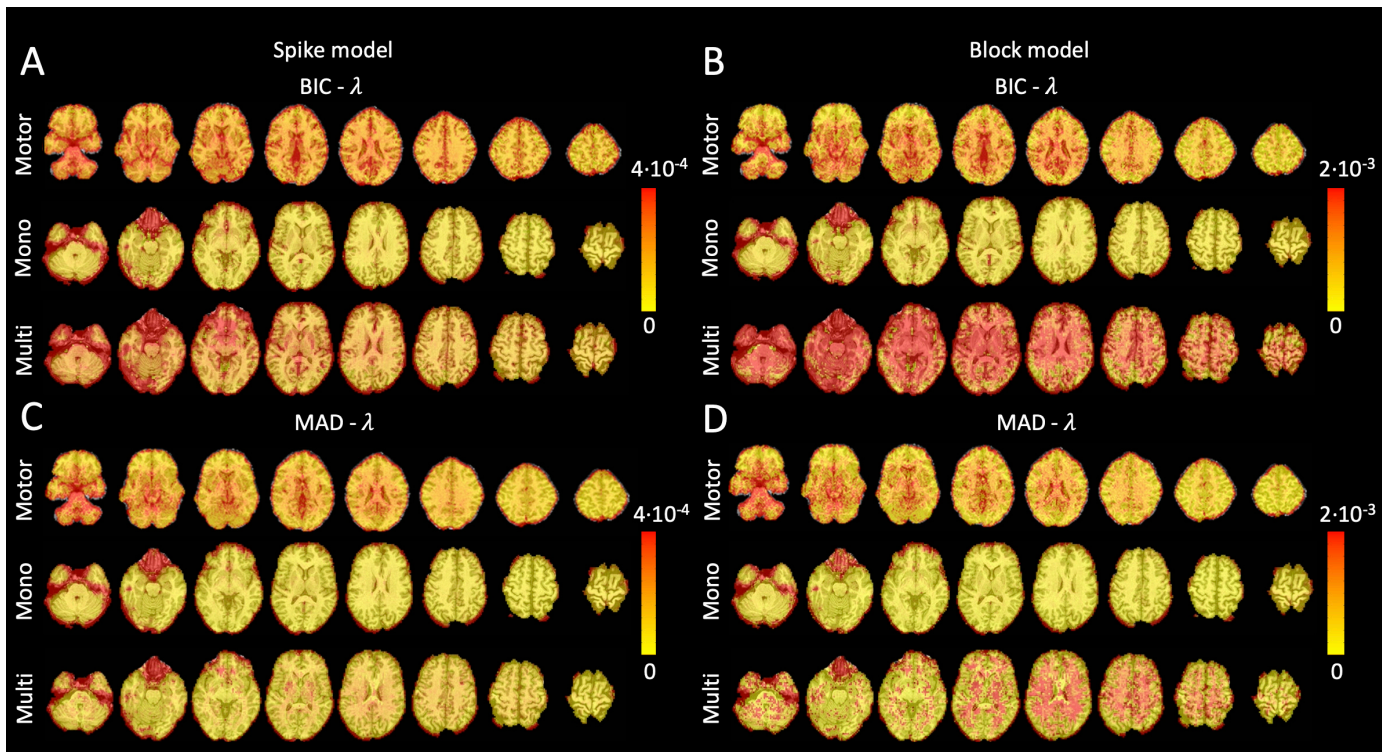 A
Spike model
BIC - λ
Motor
Mono
Multi
4·10⁻⁴
0
B
Block model
BIC - λ
Motor
Mono
Multi
2·10⁻³
0
C
MAD - λ
Motor
Mono
Multi
4·10⁻⁴
0
D
MAD - λ
Motor
Mono
Multi
2·10⁻³
0